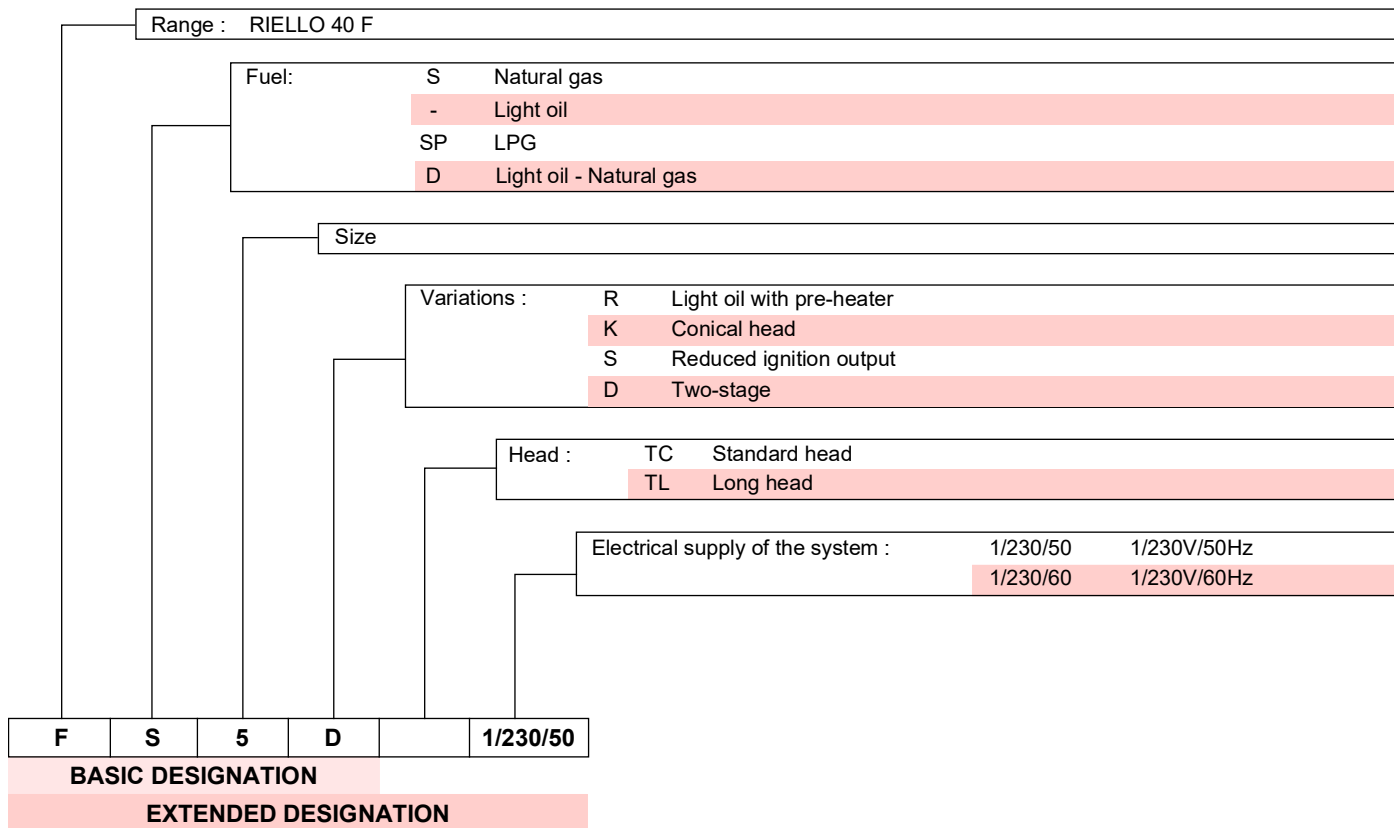 Range : RIELLO 40 F
Fuel: S Natural gas
- Light oil
SP LPG
D Light oil - Natural gas
Size
Variations : R Light oil with pre-heater
K Conical head
S Reduced ignition output
D Two-stage
Head : TC Standard head
TL Long head
Electrical supply of the system : 1/230/50 1/230V/50Hz
1/230/60 1/230V/60Hz
F S 5 D 1/230/50
BASIC DESIGNATION
EXTENDED DESIGNATION